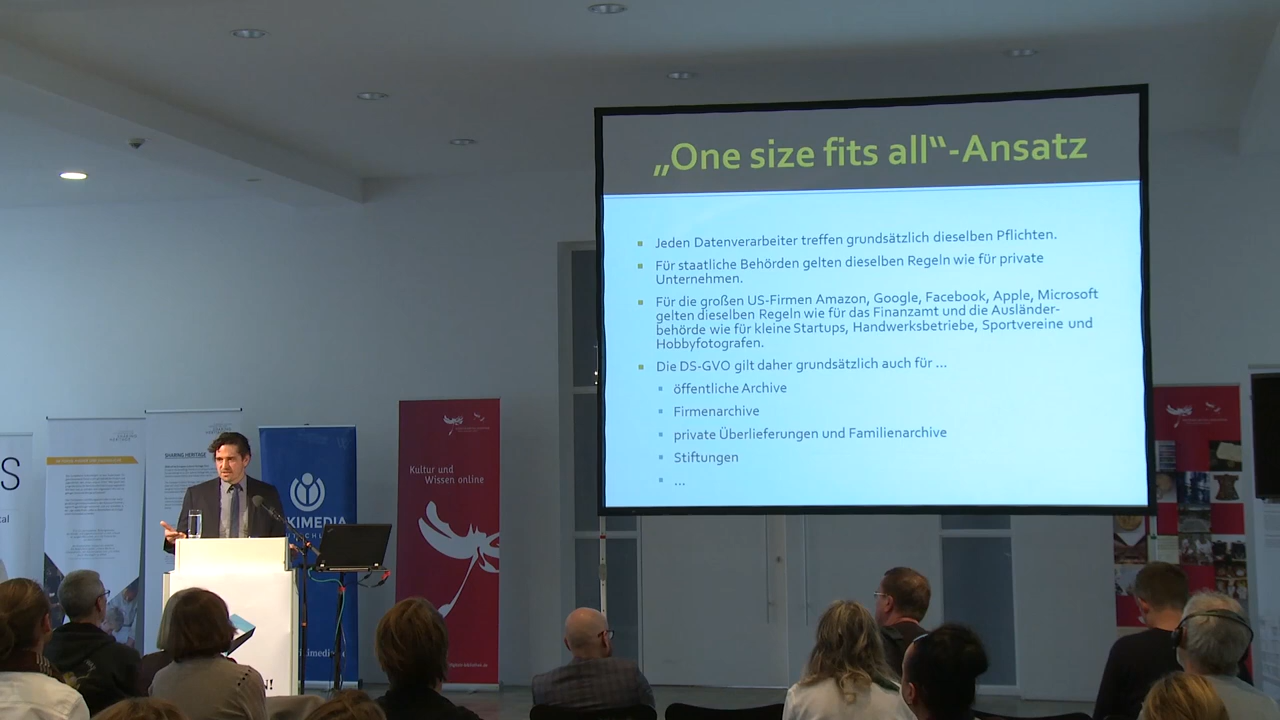 „One size fits all“-Ansatz
Jeden Datenverarbeiter treffen grundsätzlich dieselben Pflichten.
Für staatliche Behörden gelten dieselben Regeln wie für private
Unternehmen.
Für die großen US-Firmen Amazon, Google, Facebook, Apple, Microsoft
gelten dieselben Regeln wie für das Finanzamt und die Ausländer-
behörde wie für kleine Startups, Handwerksbetriebe, Sportvereine und
Hobbyfotografen.
Die DS-GVO gilt daher grundsätzlich auch für ...
öffentliche Archive
Firmenarchive
private Überlieferungen und Familienarchive
Stiftungen
...
SHARING HERITAGE
KIMEDIA
Kultur und
Wissen online